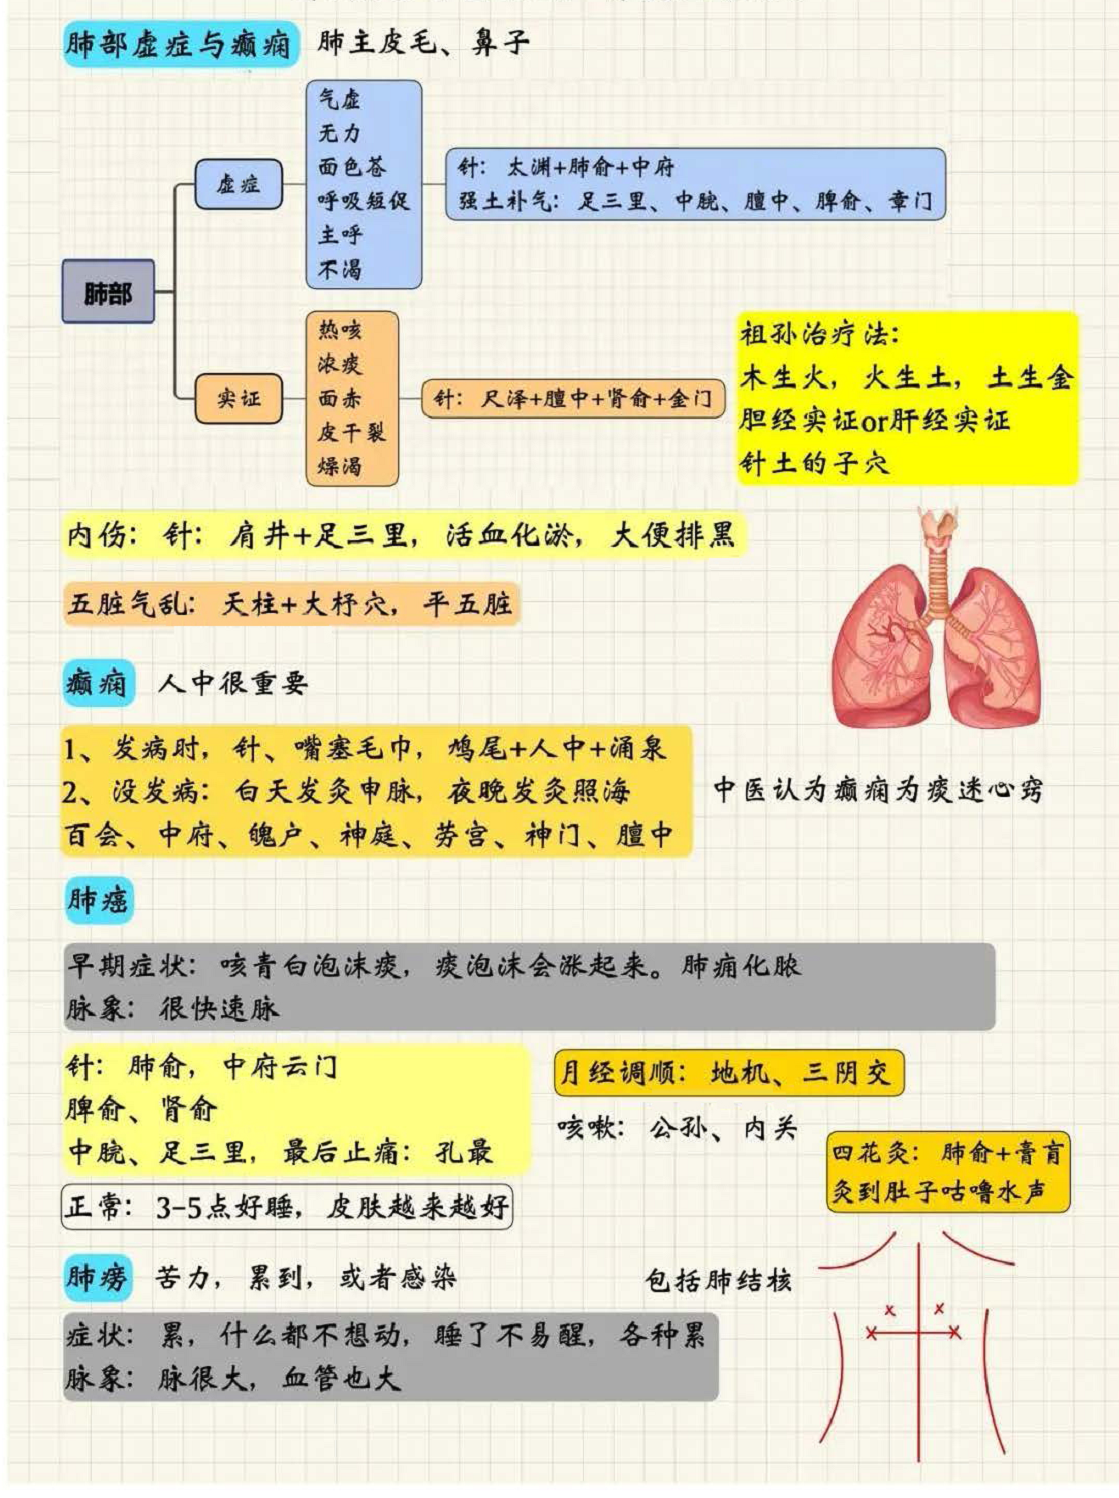 肺部虚症与癫痫 肺主皮毛、鼻子
气虚
无力
面色苍
呼吸短促
主呼
不渴
虚症
针：太渊+肺俞+中府
强土补气：足三里、中脘、膻中、脾俞、章门
肺部
热咳
浓痰
面赤
皮干裂
燥渴
实证
针：尺泽+膻中+肾俞+金门
祖孙治疗法：
木生火，火生土，土生金
胆经实证or肝经实证
针土的子穴
内伤：针：肩井+足三里，活血化淤，大便排黑
五脏气乱：天柱+大杼穴，平五脏
癫痫 人中很重要
1、发病时，针、嘴塞毛巾，鸠尾+人中+涌泉
2、没发病：白天发灸申脉，夜晚发灸照海
百会、中府、魄户、神庭、劳宫、神门、膻中
中医认为癫痫为痰迷心窍
肺癌
早期症状：咳青白泡沫痰，痰泡沫会涨起来。肺痈化脓
脉象：很快速脉
针：肺俞，中府云门
脾俞、肾俞
中脘、足三里，最后止痛：孔最
月经调顺：地机、三阴交
咳嗽：公孙、内关
四花灸：肺俞+膏肓
灸到肚子咕噜水声
正常：3-5点好睡，皮肤越来越好
肺痨 苦力，累到，或者感染
包括肺结核
症状：累，什么都不想动，睡了不易醒，各种累
脉象：脉很大，血管也大